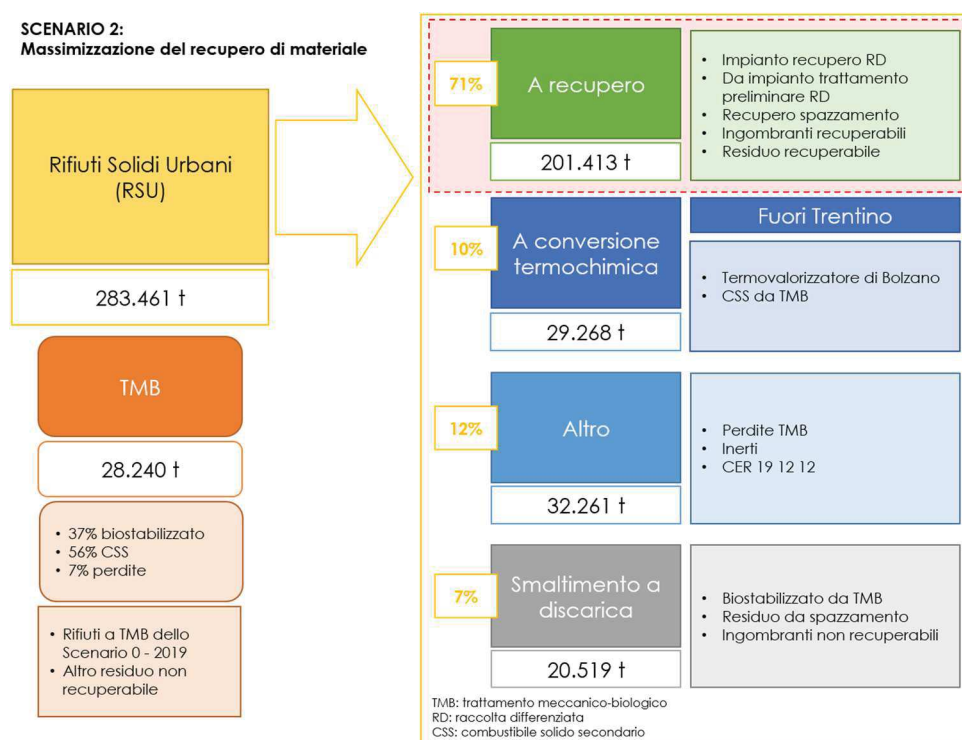 SCENARIO 2:
Massimizzazione del recupero di materiale
Rifiuti Solidi Urbani
(RSU)
283.461 t
TMB
28.240 t
• 37% biostabilizzato
• 56% CSS
• 7% perdite
• Rifiuti a TMB dello
Scenario 0 - 2019
• Altro residuo non
recuperabile
71%
A recupero
201.413 t
• Impianto recupero RD
• Da impianto trattamento
preliminare RD
• Recupero spazzamento
• Ingombranti recuperabili
• Residuo recuperabile
10%
A conversione
termochimica
29.268 t
Fuori Trentino
• Termovalorizzatore di Bolzano
• CSS da TMB
12%
Altro
32.261 t
• Perdite TMB
• Inerti
• CER 19 12 12
7%
Smaltimento a
discarica
20.519 t
• Biostabilizzato da TMB
• Residuo da spazzamento
• Ingombranti non recuperabili
TMB: trattamento meccanico-biologico
RD: raccolta differenziata
CSS: combustibile solido secondario